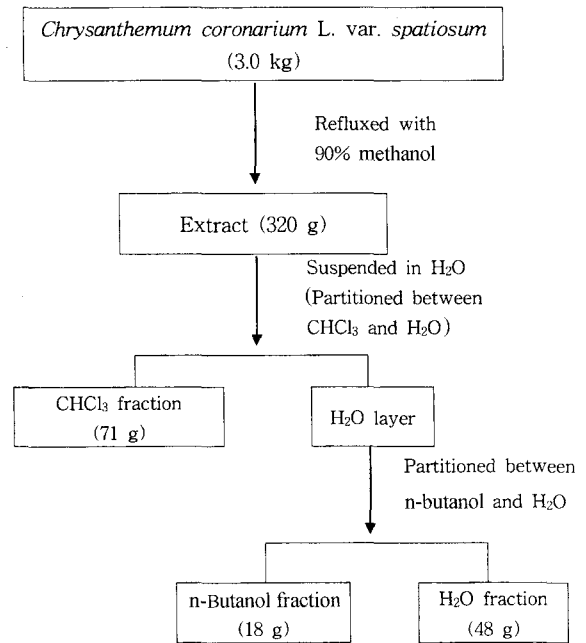 Chrysanthemum coronarium L. var. spatiosum
(3.0 kg)
Refluxed with
90% methanol
Extract (320 g)
Suspended in H₂O
(Partitioned between
CHCl₃ and H₂O)
CHCl₃ fraction
(71 g)
H₂O layer
Partitioned between
n-butanol and H₂O
n-Butanol fraction
(18 g)
H₂O fraction
(48 g)